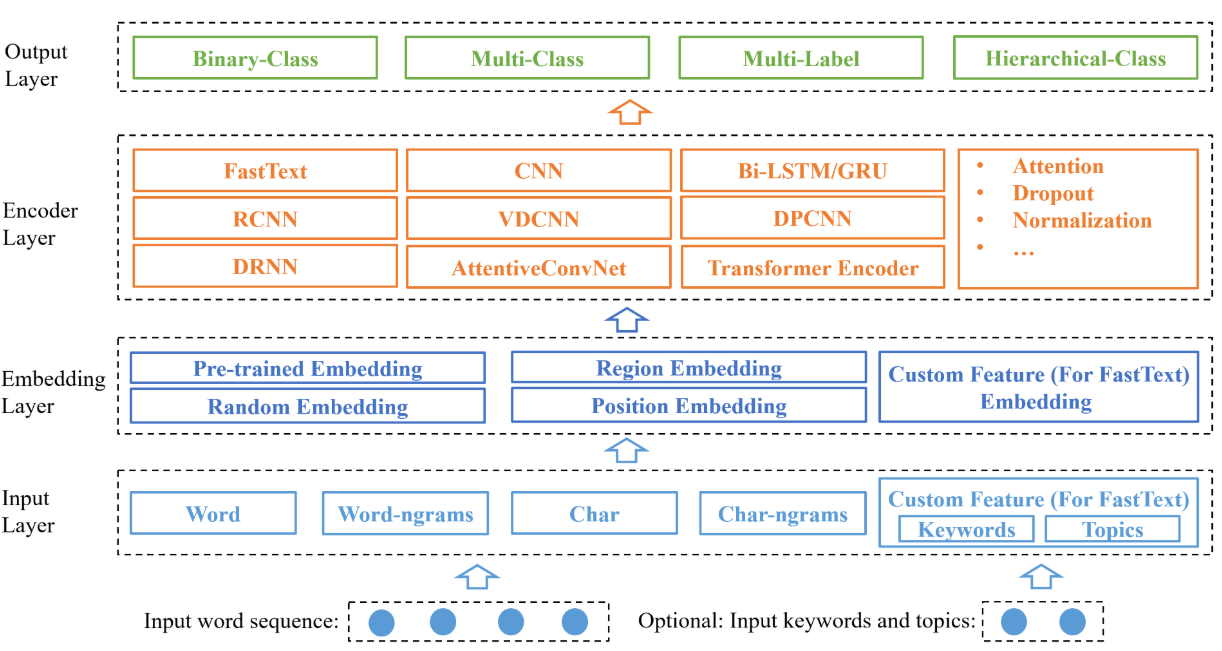 Output
Layer
Binary-Class
Multi-Class
Multi-Label
Hierarchical-Class
Encoder
Layer
FastText
CNN
Bi-LSTM/GRU
RCNN
VDCNN
DPCNN
DRNN
AttentiveConvNet
Transformer Encoder
• Attention
• Dropout
• Normalization
• …
Embedding
Layer
Pre-trained Embedding
Region Embedding
Random Embedding
Position Embedding
Custom Feature (For FastText)
Embedding
Input
Layer
Word
Word-ngrams
Char
Char-ngrams
Custom Feature (For FastText)
Keywords
Topics
Input word sequence:
Optional: Input keywords and topics: